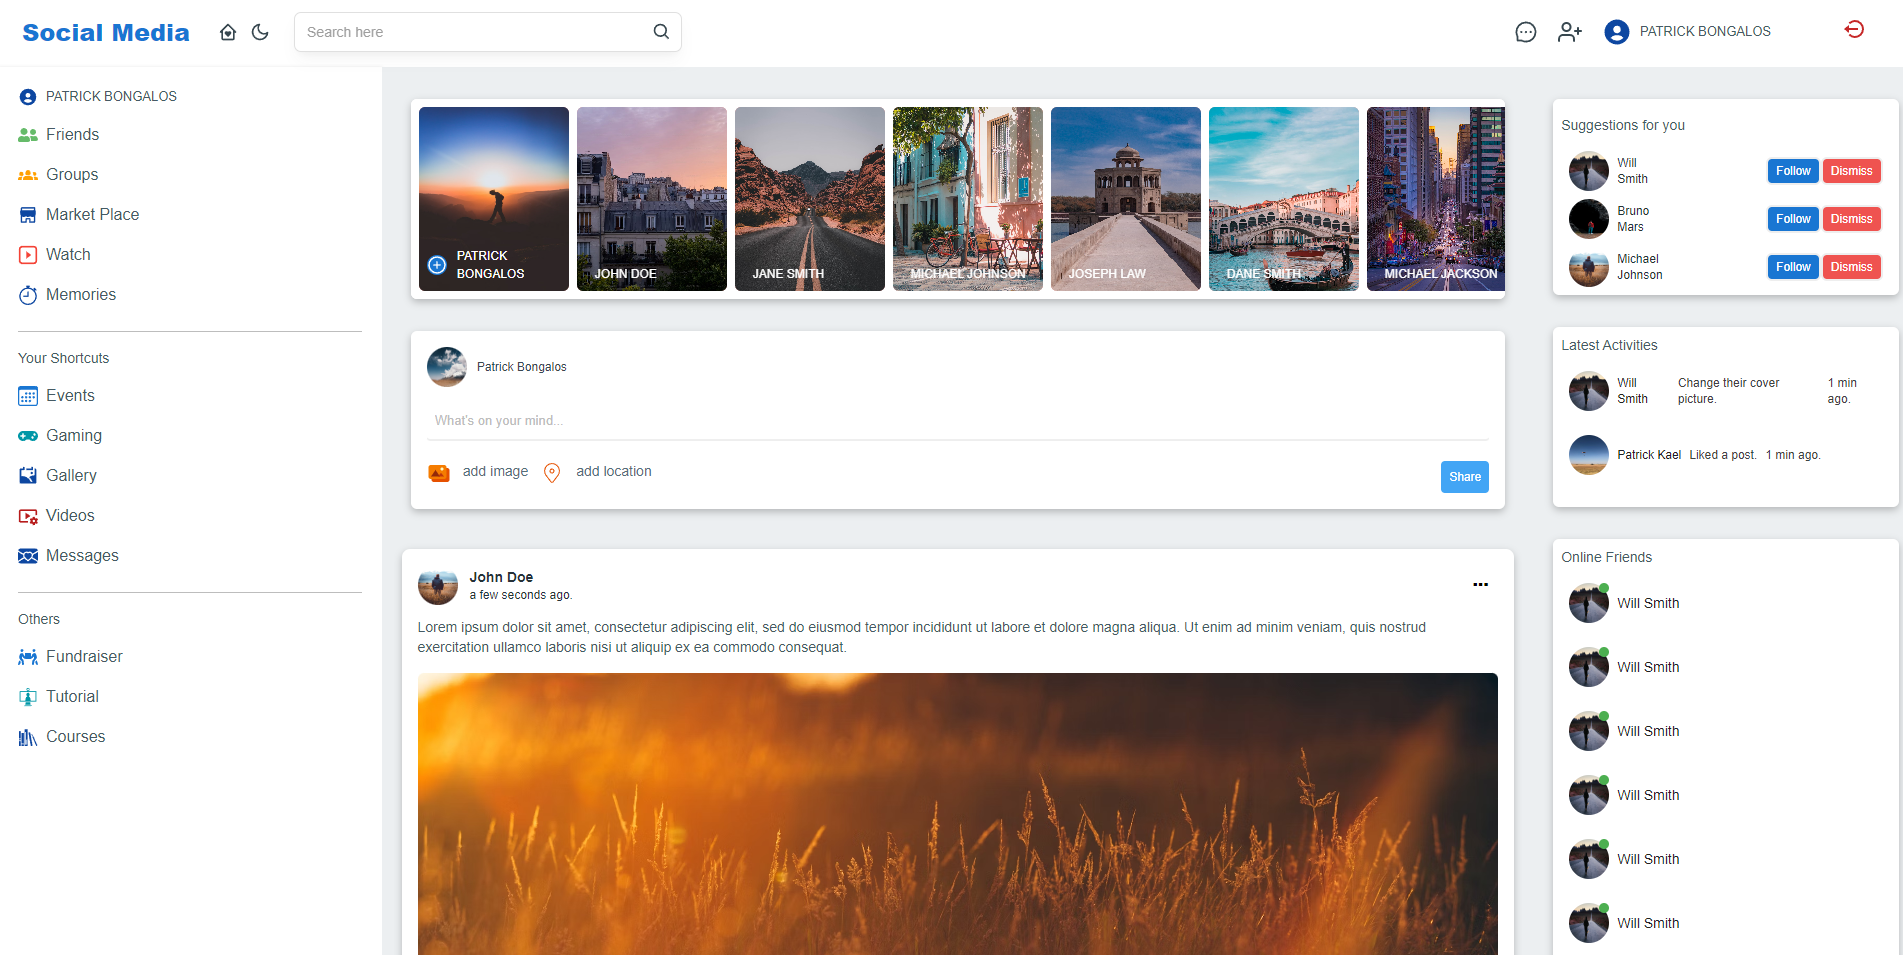 Social Media
Search here
PATRICK BONGALOS
PATRICK BONGALOS
Friends
Groups
Market Place
Watch
Memories
Your Shortcuts
Events
Gaming
Gallery
Videos
Messages
Others
Fundraiser
Tutorial
Courses
PATRICK
BONGALOS
JOHN DOE
JANE SMITH
MICHAEL JOHNSON
JOSEPH LAW
DANE SMITH
MICHAEL JACKSON
Patrick Bongalos
What's on your mind...
add image
add location
Share
John Doe
a few seconds ago.
Lorem ipsum dolor sit amet, consectetur adipiscing elit, sed do eiusmod tempor incididunt ut labore et dolore magna aliqua. Ut enim ad minim veniam, quis nostrud
exercitation ullamco laboris nisi ut aliquip ex ea commodo consequat.
Suggestions for you
Will
Smith
Follow
Dismiss
Bruno
Mars
Follow
Dismiss
Michael
Johnson
Follow
Dismiss
Latest Activities
Will
Smith
Change their cover
picture.
1 min
ago.
Patrick Kael
Liked a post.
1 min ago.
Online Friends
Will Smith
Will Smith
Will Smith
Will Smith
Will Smith
Will Smith